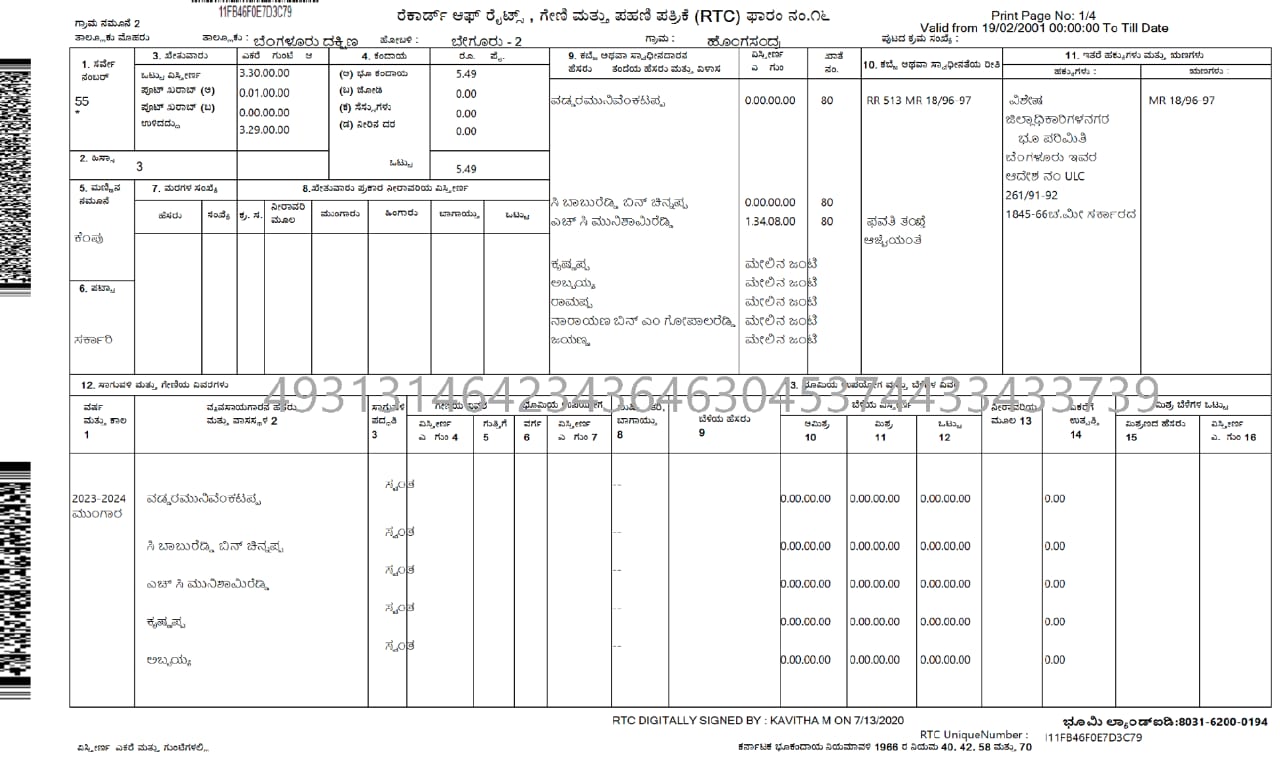 11FB46F0E7D3C79
ರೆಕಾರ್ಡ್ ಆಫ್ ರೈಟ್ಸ್ , ಗೇಣಿ ಮತ್ತು ಪಹಣಿ ಪತ್ರಿಕೆ (RTC) ಫಾರಂ ನಂ.೧೬
Print Page No: 1/4
ಗ್ರಾಮ ನಮೂನೆ 2
Valid from 19/02/2001 00:00:00 To Till Date
ತಾಲ್ಲೂಕು : ಬೆಂಗಳೂರು ದಕ್ಷಿಣ ಹೋಬಳಿ : ಬೇಗೂರು - 2 ಗ್ರಾಮ : ಹೊಂಗಸಂದ್ರ ಪುಟದ ಕ್ರಮ ಸಂಖ್ಯೆ :
1. ಸರ್ವೆ ನಂಬರ್
55
*
2. ಹಿಸ್ಸಾ
3
3. ಷೇತುವಾರು ಎಕರೆ ಗುಂಟೆ ಆ
ಒಟ್ಟು ವಿಸ್ತೀರ್ಣ 3.30.00.00
ಪೂಟ್ ಖರಾಬ್ (ಅ) 0.01.00.00
ಪೂಟ್ ಖರಾಬ್ (ಬ) 0.00.00.00
ಉಳಿದದ್ದು 3.29.00.00
4. ಕಂದಾಯ ರೂ. ಪೈ.
(ಅ) ಭೂ ಕಂದಾಯ 5.49
(ಬ) ಜೋಡಿ 0.00
(ಕ) ಸೆಸ್ಸುಗಳು 0.00
(ಡ) ನೀರಿನ ದರ 0.00
ಒಟ್ಟು 5.49
5. ಮಣ್ಣಿನ ನಮೂನೆ
ಕೆಂಪು
6. ಪಟ್ಟಾ
ಸರ್ಕಾರಿ
7. ಮರಗಳ ಸಂಖ್ಯೆ
ಹೆಸರು ಸಂಖ್ಯೆ
8.ಷೇತುವಾರು ಪ್ರಕಾರ ನೀರಾವರಿಯ ವಿಸ್ತೀರ್ಣ
ಕ್ರ. ಸ. ನೀರಾವರಿ ಮೂಲ ಮುಂಗಾರು ಹಿಂಗಾರು ಬಾಗಾಯ್ತು ಒಟ್ಟು
9. ಕಬ್ಜೆ ಅಥವಾ ಸ್ವಾಧೀನದಾರನ
ಹೆಸರು ತಂದೆಯ ಹೆಸರು ಮತ್ತು ವಿಳಾಸ
ವಿಸ್ತೀರ್ಣ ಎ ಗುಂ
ಖಾತೆ ನಂ.
10. ಕಬ್ಜೆ ಅಥವಾ ಸ್ವಾಧೀನತೆಯ ರೀತಿ
11. ಇತರೆ ಹಕ್ಕುಗಳು ಮತ್ತು ಋಣಗಳು
ಹಕ್ಕುಗಳು : ಋಣಗಳು :
ವಡ್ಡರಮುನಿವೆಂಕಟಪ್ಪ 0.00.00.00 80 RR 513 MR 18/96-97
ಸಿ ಬಾಬುರೆಡ್ಡಿ ಬಿನ್ ಚಿನ್ನಪ್ಪ 0.00.00.00 80
ಎಚ್ ಸಿ ಮುನಿಶಾಮಿರೆಡ್ಡಿ 1.34.08.00 80 ಫವತಿ ತಂಖ್ತೆ
ಆಜ್ಞೆಯಂತೆ
ಕೃಷ್ಣಪ್ಪ ಮೇಲಿನ ಜಂಟಿ
ಅಬ್ಬಯ್ಯ ಮೇಲಿನ ಜಂಟಿ
ರಾಮಪ್ಪ ಮೇಲಿನ ಜಂಟಿ
ನಾರಾಯಣ ಬಿನ್ ಎಂ ಗೋಪಾಲರೆಡ್ಡಿ ಮೇಲಿನ ಜಂಟಿ
ಜಯಣ್ಣ ಮೇಲಿನ ಜಂಟಿ
ವಿಶೇಷ
ಜಿಲ್ಲಾಧಿಕಾರಿಗಳನಗರ
ಭೂ ಪರಿಮಿತಿ
ಬೆಂಗಳೂರು ಇವರ
ಆದೇಶ ನಂ ULC
261/91-92
1845-66ಚ.ಮೀ ಸರ್ಕಾರದ
MR 18/96-97
12. ಸಾಗುವಳಿ ಮತ್ತು ಗೇಣಿಯ ವಿವರಗಳು
ವರ್ಷ ಮತ್ತು ಕಾಲ 1
ವ್ಯವಸಾಯಗಾರನ ಹೆಸರು ಮತ್ತು ವಾಸಸ್ಥಳ 2
ಸಾಗುವಳಿ ಪದ್ಧತಿ 3
ವಿಸ್ತೀರ್ಣ ಎ ಗುಂ 4
ಗುತ್ತಿಗೆ 5
ವರ್ಗ 6
ವಿಸ್ತೀರ್ಣ ಎ ಗುಂ 7
ಬಾಗಾಯ್ತು 8
ಬೆಳೆಯ ಹೆಸರು 9
ಬೆಳೆಯ ವಿಸ್ತೀರ್ಣ
ಅಮಿಶ್ರ 10
ಮಿಶ್ರ 11
ಒಟ್ಟು 12
ನೀರಾವರಿಯ ಮೂಲ 13
ಎಕರೆಗೆ ಉತ್ಪತ್ತಿ 14
ಮಿಶ್ರ ಬೆಳೆಗಳ ಒಟ್ಟು
ಮಿಶ್ರಣದ ಹೆಸರು 15
ವಿಸ್ತೀರ್ಣ ಎ. ಗುಂ 16
2023-2024 ವಡ್ಡರಮುನಿವೆಂಕಟಪ್ಪ ಸ್ವಂತ -- 0.00.00.00 0.00.00.00 0.00.00.00 0.00
ಮುಂಗಾರ
ಸಿ ಬಾಬುರೆಡ್ಡಿ ಬಿನ್ ಚಿನ್ನಪ್ಪ ಸ್ವಂತ -- 0.00.00.00 0.00.00.00 0.00.00.00 0.00
ಎಚ್ ಸಿ ಮುನಿಶಾಮಿರೆಡ್ಡಿ ಸ್ವಂತ -- 0.00.00.00 0.00.00.00 0.00.00.00 0.00
ಕೃಷ್ಣಪ್ಪ ಸ್ವಂತ -- 0.00.00.00 0.00.00.00 0.00.00.00 0.00
ಅಬ್ಬಯ್ಯ ಸ್ವಂತ -- 0.00.00.00 0.00.00.00 0.00.00.00 0.00
RTC DIGITALLY SIGNED BY : KAVITHA M ON 7/13/2020
ಭೂಮಿ ಲ್ಯಾಂಡ್ಐಡಿ:8031-6200-0194
RTC UniqueNumber : I11FB46F0E7D3C79
ವಿಸ್ತೀರ್ಣ ಎಕರೆ ಮತ್ತು ಗುಂಟೆಗಳಲ್ಲಿ..
ಕರ್ನಾಟಕ ಭೂಕಂದಾಯ ನಿಯಮಾವಳಿ 1966 ರ ನಿಯಮ 40, 42, 58 ಮತ್ತು 70